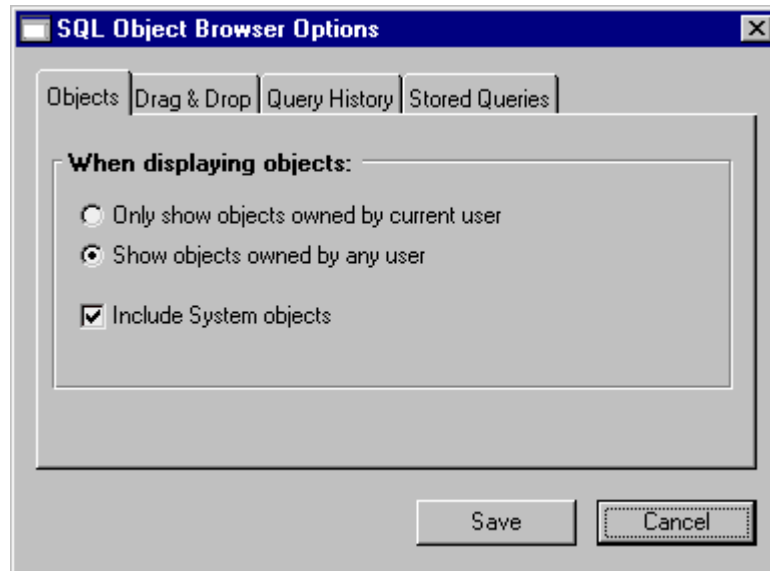 SQL Object Browser Options
Objects Drag & Drop Query History Stored Queries
When displaying objects:
Only show objects owned by current user
Show objects owned by any user
Include System objects
Save Cancel